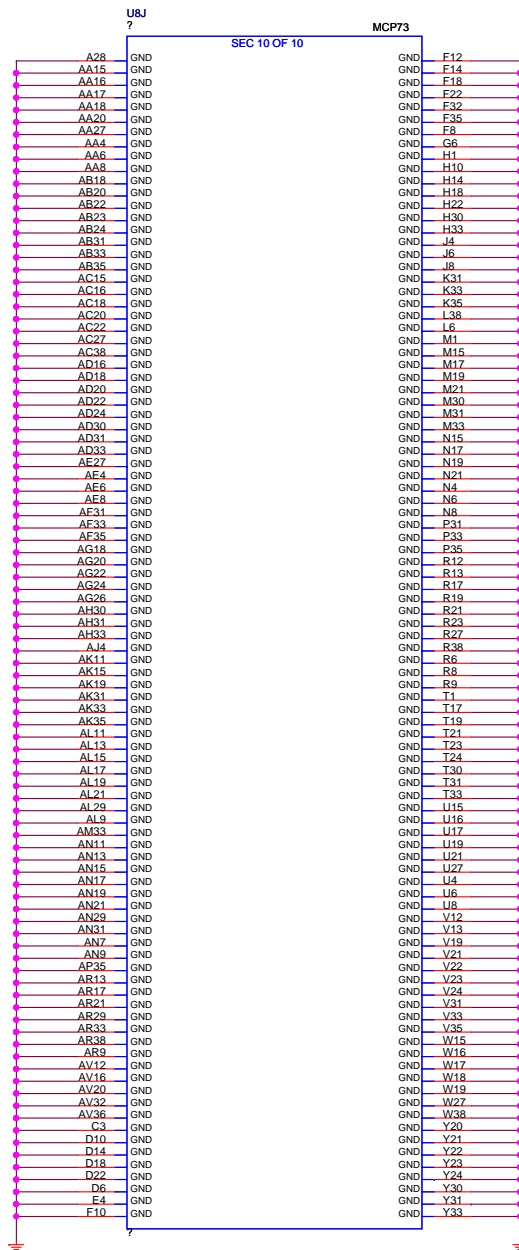 U8J
?
MCP73
SEC 10 OF 10
A28 GND GND F12
AA15 GND GND F14
AA16 GND GND F18
AA17 GND GND F22
AA18 GND GND F32
AA20 GND GND F35
AA27 GND GND F8
AA4 GND GND G6
AA6 GND GND H1
AA8 GND GND H10
AB18 GND GND H14
AB20 GND GND H18
AB22 GND GND H22
AB23 GND GND H30
AB24 GND GND H33
AB31 GND GND J4
AB33 GND GND J6
AB35 GND GND J8
AC15 GND GND K31
AC16 GND GND K33
AC18 GND GND K35
AC20 GND GND L38
AC22 GND GND L6
AC27 GND GND M1
AC38 GND GND M15
AD16 GND GND M17
AD18 GND GND M19
AD20 GND GND M21
AD22 GND GND M30
AD24 GND GND M31
AD30 GND GND M33
AD31 GND GND N15
AD33 GND GND N17
AE27 GND GND N19
AE4 GND GND N21
AE6 GND GND N4
AE8 GND GND N6
AF31 GND GND N8
AF33 GND GND P31
AF35 GND GND P33
AG18 GND GND P35
AG20 GND GND R12
AG22 GND GND R13
AG24 GND GND R17
AG26 GND GND R19
AH30 GND GND R21
AH31 GND GND R23
AH33 GND GND R27
AJ4 GND GND R38
AK11 GND GND R6
AK15 GND GND R8
AK19 GND GND R9
AK31 GND GND T1
AK33 GND GND T17
AK35 GND GND T19
AL11 GND GND T21
AL13 GND GND T23
AL15 GND GND T24
AL17 GND GND T30
AL19 GND GND T31
AL21 GND GND T33
AL29 GND GND U15
AL9 GND GND U16
AM33 GND GND U17
AN11 GND GND U19
AN13 GND GND U21
AN15 GND GND U27
AN17 GND GND U4
AN19 GND GND U6
AN21 GND GND U8
AN29 GND GND V12
AN31 GND GND V13
AN7 GND GND V19
AN9 GND GND V21
AP35 GND GND V22
AR13 GND GND V23
AR17 GND GND V24
AR21 GND GND V31
AR29 GND GND V33
AR33 GND GND V35
AR38 GND GND W15
AR9 GND GND W16
AV12 GND GND W17
AV16 GND GND W18
AV20 GND GND W19
AV32 GND GND W27
AV36 GND GND W38
C3 GND GND Y20
D10 GND GND Y21
D14 GND GND Y22
D18 GND GND Y23
D22 GND GND Y24
D6 GND GND Y30
E4 GND GND Y31
F10 GND GND Y33
?